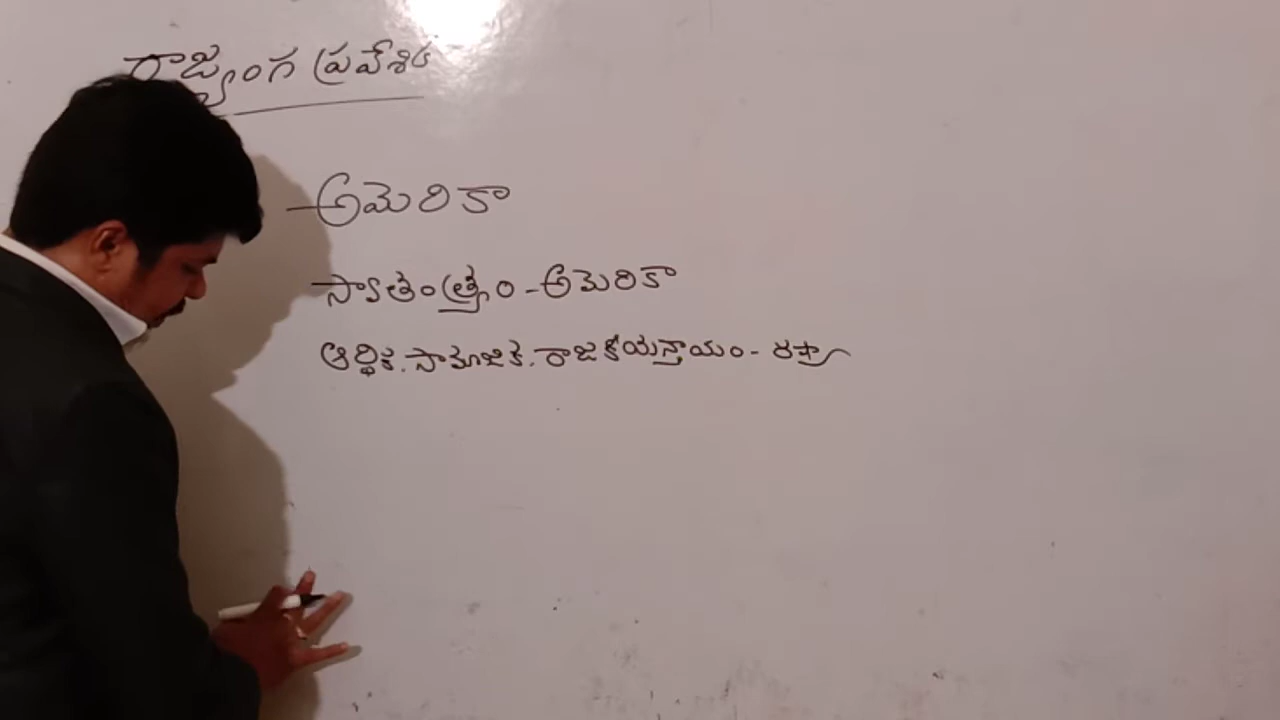 రాజ్యంగ ప్రవేశిక
అమెరికా
స్వాతంత్ర్యం - అమెరికా
ఆర్థిక. సామాజిక. రాజకీయన్యాయం - రష్యా